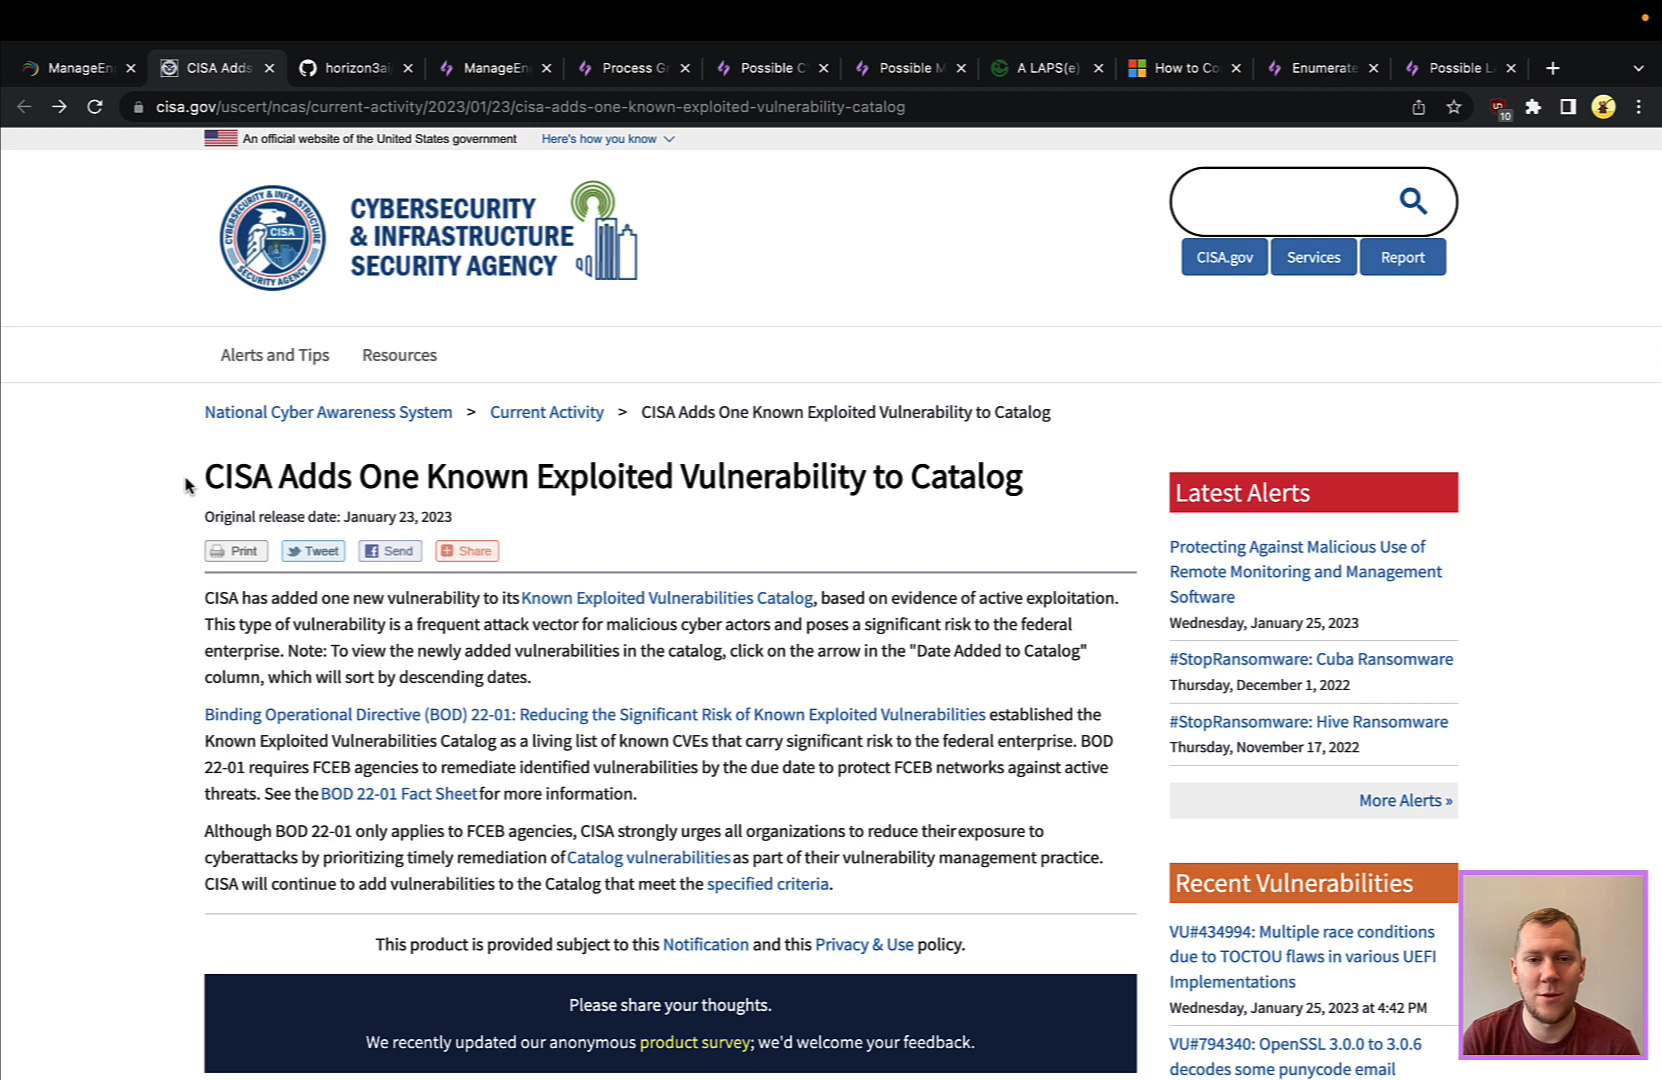 ManageEn
CISA Adds
horizon3ai
ManageEn
Process Gr
Possible C
Possible M
A LAPS(e)
How to Co
Enumerate
Possible L
cisa.gov/uscert/ncas/current-activity/2023/01/23/cisa-adds-one-known-exploited-vulnerability-catalog
10
An official website of the United States government Here's how you know
CYBERSECURITY & INFRASTRUCTURE
CISA
SECURITY AGENCY
CYBERSECURITY
& INFRASTRUCTURE
SECURITY AGENCY
CISA.gov
Services
Report
Alerts and Tips
Resources
National Cyber Awareness System > Current Activity > CISA Adds One Known Exploited Vulnerability to Catalog
CISA Adds One Known Exploited Vulnerability to Catalog
Original release date: January 23, 2023
Print
Tweet
Send
Share
CISA has added one new vulnerability to its Known Exploited Vulnerabilities Catalog, based on evidence of active exploitation.
This type of vulnerability is a frequent attack vector for malicious cyber actors and poses a significant risk to the federal
enterprise. Note: To view the newly added vulnerabilities in the catalog, click on the arrow in the "Date Added to Catalog"
column, which will sort by descending dates.
Binding Operational Directive (BOD) 22-01: Reducing the Significant Risk of Known Exploited Vulnerabilities established the
Known Exploited Vulnerabilities Catalog as a living list of known CVEs that carry significant risk to the federal enterprise. BOD
22-01 requires FCEB agencies to remediate identified vulnerabilities by the due date to protect FCEB networks against active
threats. See the BOD 22-01 Fact Sheet for more information.
Although BOD 22-01 only applies to FCEB agencies, CISA strongly urges all organizations to reduce their exposure to
cyberattacks by prioritizing timely remediation of Catalog vulnerabilities as part of their vulnerability management practice.
CISA will continue to add vulnerabilities to the Catalog that meet the specified criteria.
This product is provided subject to this Notification and this Privacy & Use policy.
Please share your thoughts.
We recently updated our anonymous product survey; we'd welcome your feedback.
Latest Alerts
Protecting Against Malicious Use of
Remote Monitoring and Management
Software
Wednesday, January 25, 2023
#StopRansomware: Cuba Ransomware
Thursday, December 1, 2022
#StopRansomware: Hive Ransomware
Thursday, November 17, 2022
More Alerts »
Recent Vulnerabilities
VU#434994: Multiple race conditions
due to TOCTOU flaws in various UEFI
Implementations
Wednesday, January 25, 2023 at 4:42 PM
VU#794340: OpenSSL 3.0.0 to 3.0.6
decodes some punycode email